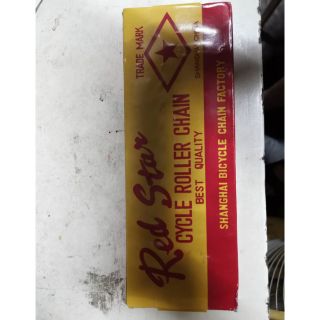 TRADE MARK
Red Star
CYCLE ROLLER CHAIN
BEST QUALITY
SHANGHAI BICYCLE CHAIN FACTORY